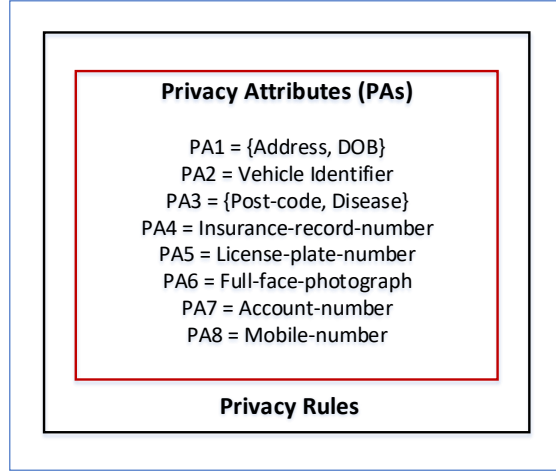 Privacy Attributes (PAs)
PA1 = {Address, DOB}
PA2 = Vehicle Identifier
PA3 = {Post-code, Disease}
PA4 = Insurance-record-number
PA5 = License-plate-number
PA6 = Full-face-photograph
PA7 = Account-number
PA8 = Mobile-number
Privacy Rules